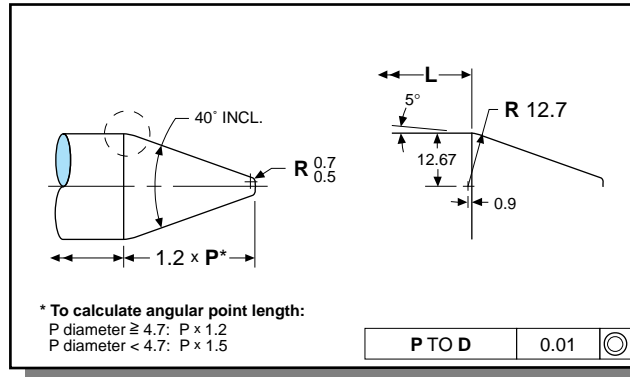 40° INCL.
R 0.7
0.5
1.2 x P*
L
5°
R 12.7
12.67
0.9
* To calculate angular point length:
P diameter ≥ 4.7: P x 1.2
P diameter < 4.7: P x 1.5
P TO D 0.01